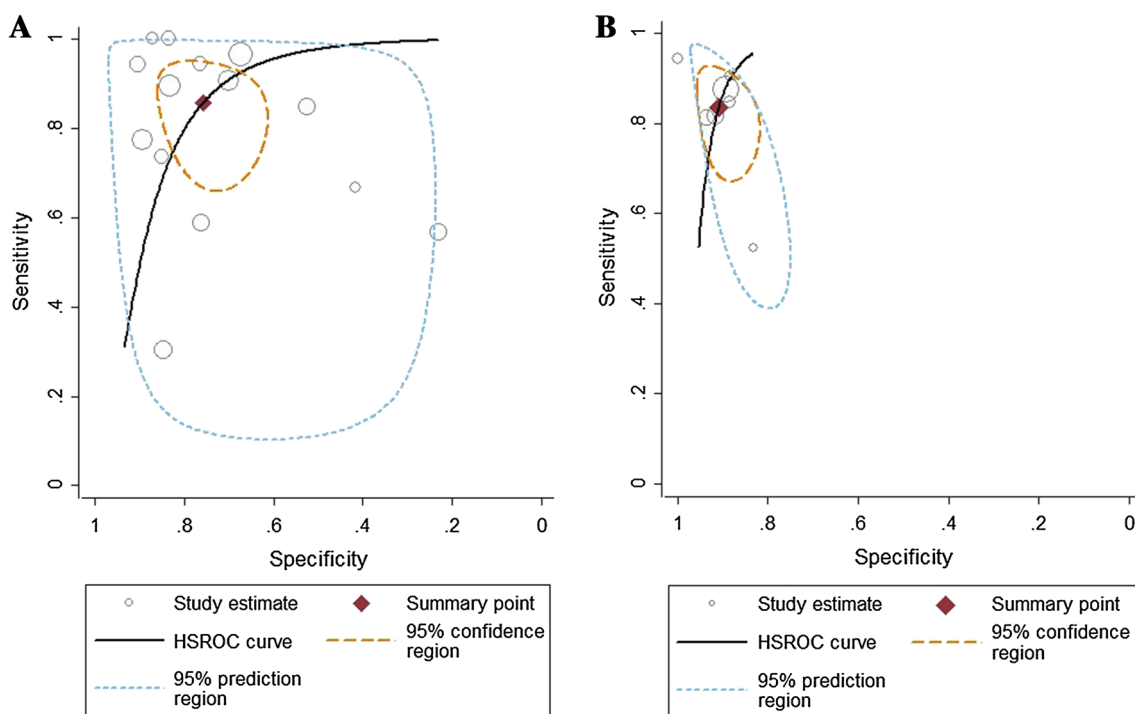 A
Sensitivity
1
.8
.6
.4
.2
0
1
.8
.6
.4
.2
0
Specificity
Study estimate
Summary point
HSROC curve
95% confidence
region
95% prediction
region
B
Sensitivity
1
.8
.6
.4
.2
0
1
.8
.6
.4
.2
0
Specificity
Study estimate
Summary point
HSROC curve
95% confidence
region
95% prediction
region